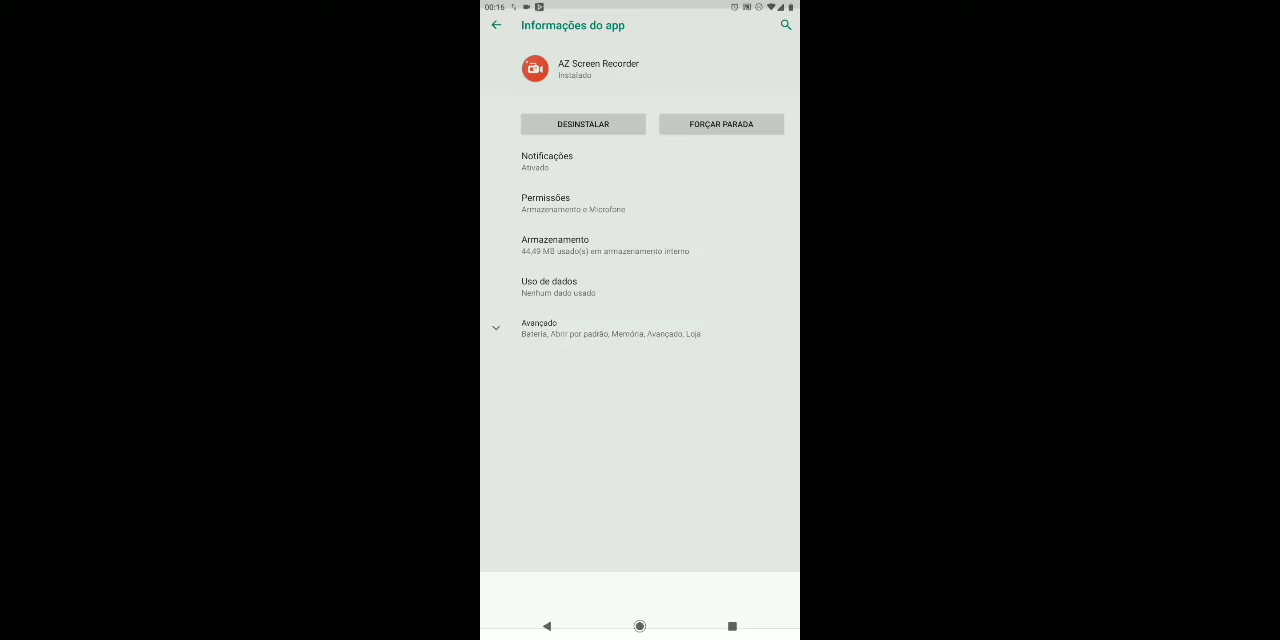 00:16
Informações do app
AZ Screen Recorder
Instalado
DESINSTALAR
FORÇAR PARADA
Notificações
Ativado
Permissões
Armazenamento e Microfone
Armazenamento
44,49 MB usado(s) em armazenamento interno
Uso de dados
Nenhum dado usado
Avançado
Bateria, Abrir por padrão, Memória, Avançado, Loja